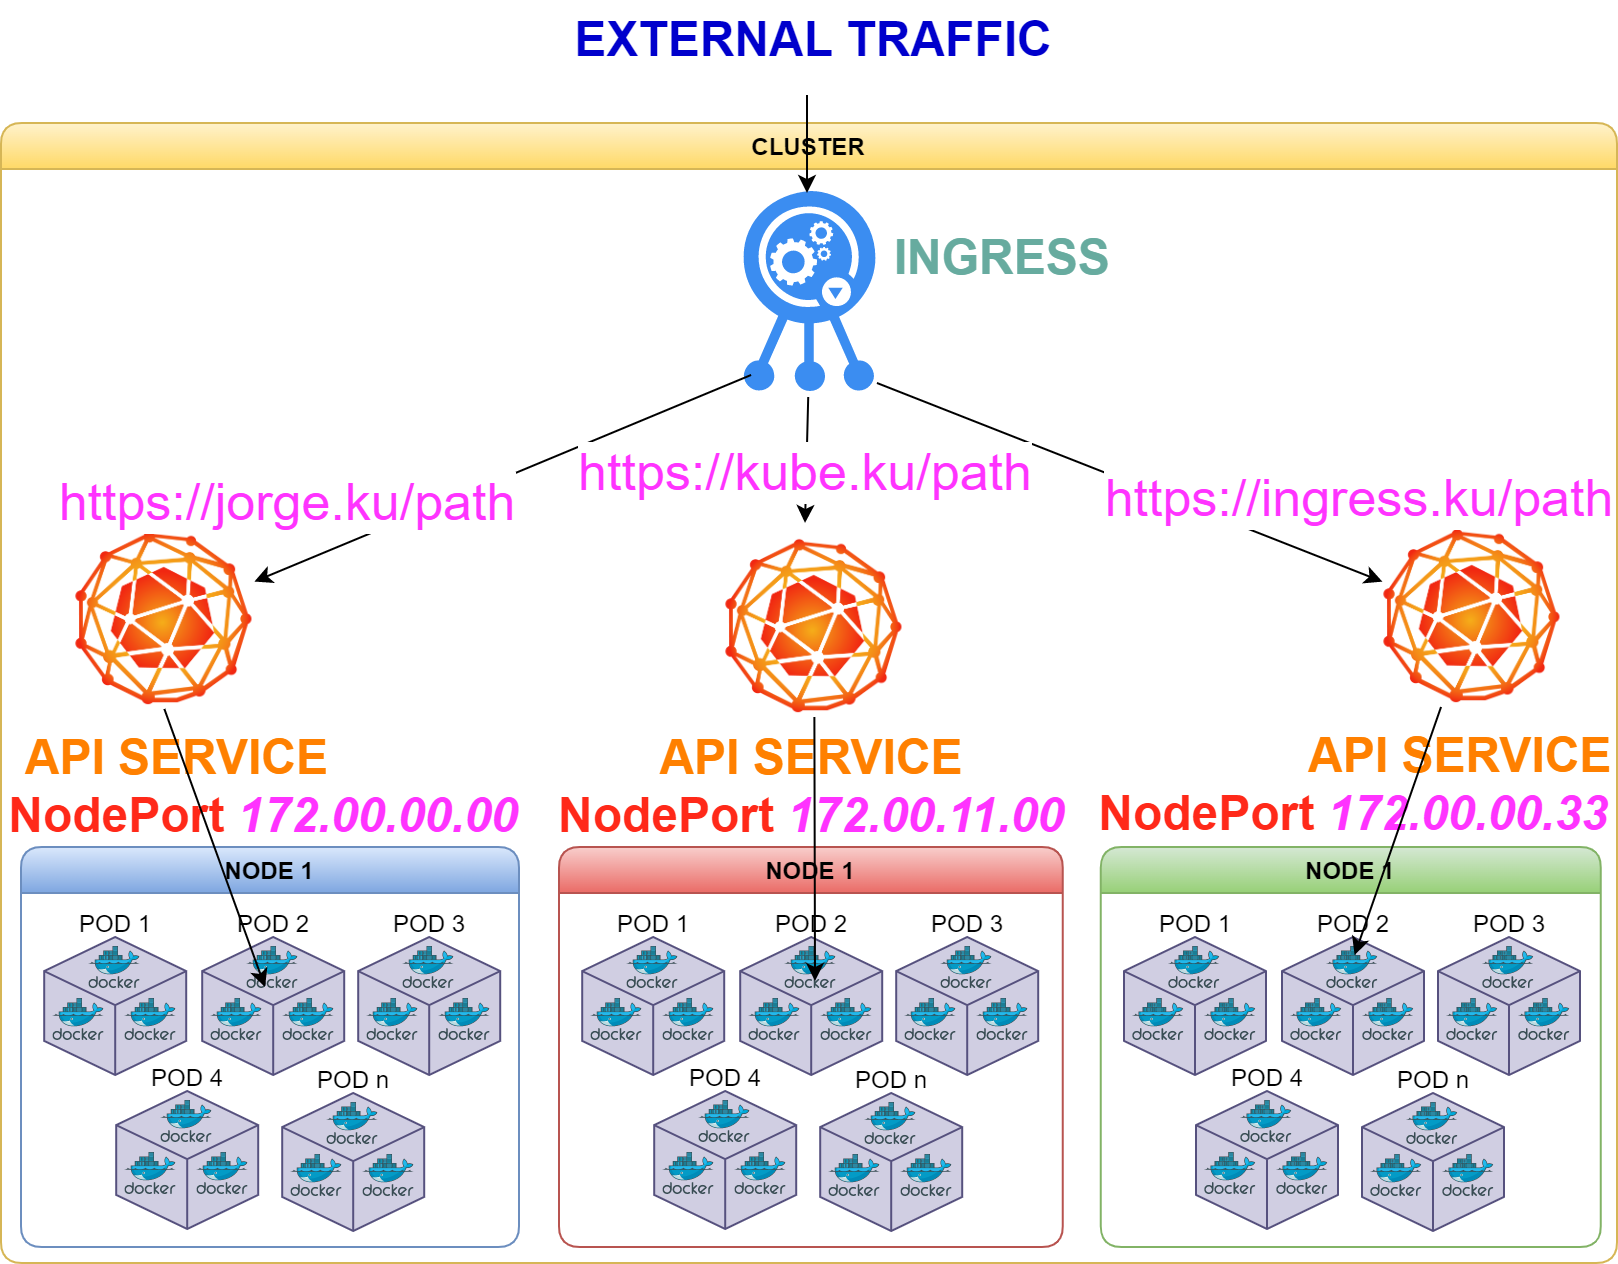 EXTERNAL TRAFFIC
CLUSTER
INGRESS
https://jorge.ku/path
https://kube.ku/path
https://ingress.ku/path
API SERVICE
NodePort 172.00.00.00
API SERVICE
NodePort 172.00.11.00
API SERVICE
NodePort 172.00.00.33
NODE 1
POD 1
POD 2
POD 3
docker
docker
docker
docker
docker
docker
docker
docker
docker
POD 4
POD n
docker
docker
docker
docker
docker
docker
NODE 1
POD 1
POD 2
POD 3
docker
docker
docker
docker
docker
docker
docker
docker
docker
POD 4
POD n
docker
docker
docker
docker
docker
docker
NODE 1
POD 1
POD 2
POD 3
docker
docker
docker
docker
docker
docker
docker
docker
docker
POD 4
POD n
docker
docker
docker
docker
docker
docker